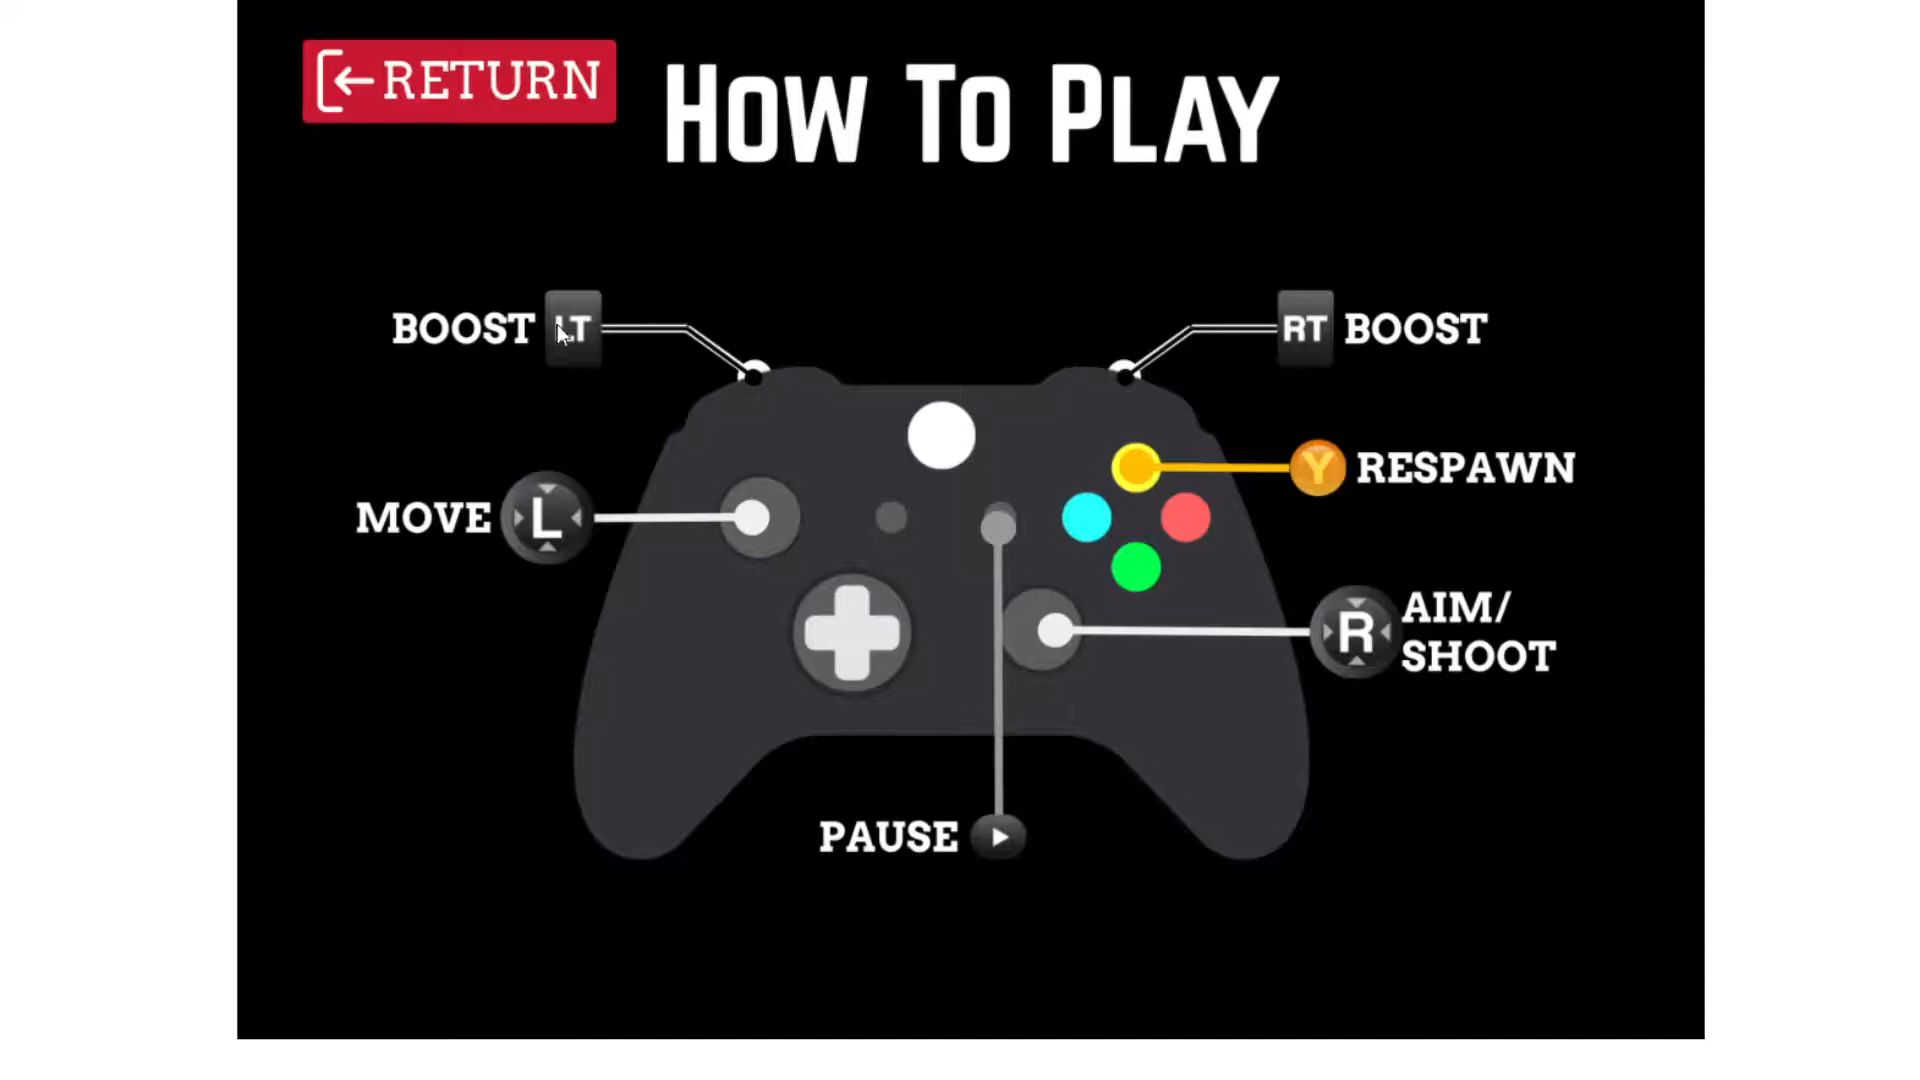 RETURN
How To Play
BOOST LT
RT BOOST
Y RESPAWN
MOVE L
R AIM/
SHOOT
PAUSE